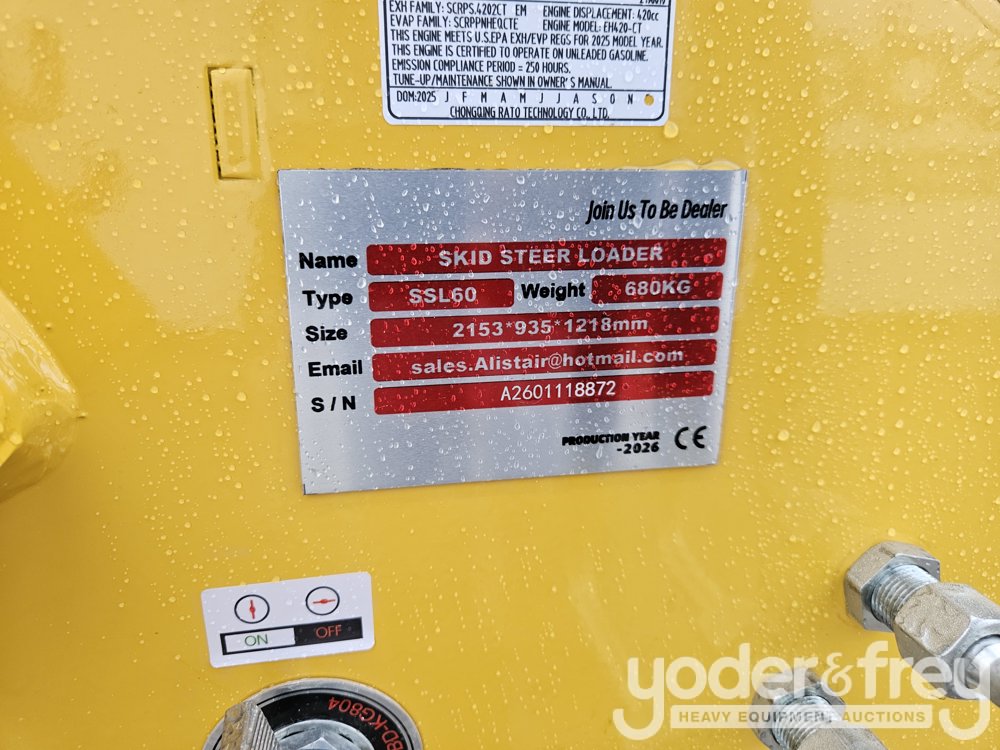 EXH FAMILY: SCRPS.4202CT EM ENGINE DISPLACEMENT: 420cc
EVAP FAMILY: SCRPPNHEQCTE ENGINE MODEL: EH420-CT
THIS ENGINE MEETS U.S.EPA EXH/EVP REGS FOR 2025 MODEL YEAR.
THIS ENGINE IS CERTIFIED TO OPERATE ON UNLEADED GASOLINE.
EMISSION COMPLIANCE PERIOD = 250 HOURS.
TUNE-UP/MAINTENANCE SHOWN IN OWNER'S MANUAL.
DOM:2025 J F M A M J J A S O N
CHONGQING RATO TECHNOLOGY CO., LTD.
Join Us To Be Dealer
Name SKID STEER LOADER
Type SSL60 Weight 680KG
Size 2153*935*1218mm
Email sales.Alistair@hotmail.com
S / N A2601118872
PRODUCTION YEAR
-2026 CE
ON OFF
BD-KG804
yoder&frey
HEAVY EQUIPMENT AUCTIONS